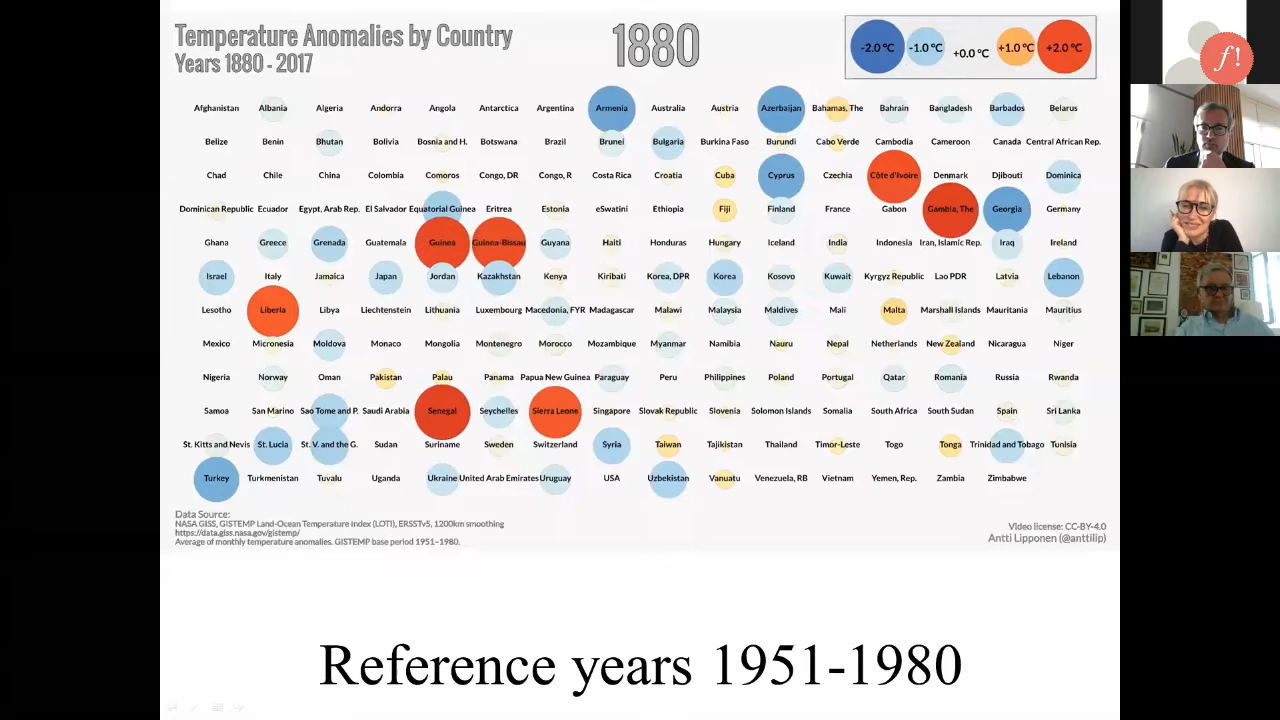 Temperature Anomalies by Country
Years 1880 - 2017
1880
-2.0 °C -1.0 °C +0.0 °C +1.0 °C +2.0 °C
f!
Afghanistan Albania Algeria Andorra Angola Antarctica Argentina Armenia Australia Austria Azerbaijan Bahamas, The Bahrain Bangladesh Barbados Belarus
Belize Benin Bhutan Bolivia Bosnia and H. Botswana Brazil Brunei Bulgaria Burkina Faso Burundi Cabo Verde Cambodia Cameroon Canada Central African Rep.
Chad Chile China Colombia Comoros Congo, DR Congo, R Costa Rica Croatia Cuba Cyprus Czechia Côte d'Ivoire Denmark Djibouti Dominica
Dominican Republic Ecuador Egypt, Arab Rep. El Salvador Equatorial Guinea Eritrea Estonia eSwatini Ethiopia Fiji Finland France Gabon Gambia, The Georgia Germany
Ghana Greece Grenada Guatemala Guinea Guinea-Bissau Guyana Haiti Honduras Hungary Iceland India Indonesia Iran, Islamic Rep. Iraq Ireland
Israel Italy Jamaica Japan Jordan Kazakhstan Kenya Kiribati Korea, DPR Korea Kosovo Kuwait Kyrgyz Republic Lao PDR Latvia Lebanon
Lesotho Liberia Libya Liechtenstein Lithuania Luxembourg Macedonia, FYR Madagascar Malawi Malaysia Maldives Mali Malta Marshall Islands Mauritania Mauritius
Mexico Micronesia Moldova Monaco Mongolia Montenegro Morocco Mozambique Myanmar Namibia Nauru Nepal Netherlands New Zealand Nicaragua Niger
Nigeria Norway Oman Pakistan Palau Panama Papua New Guinea Paraguay Peru Philippines Poland Portugal Qatar Romania Russia Rwanda
Samoa San Marino Sao Tome and P. Saudi Arabia Senegal Seychelles Sierra Leone Singapore Slovak Republic Slovenia Solomon Islands Somalia South Africa South Sudan Spain Sri Lanka
St. Kitts and Nevis St. Lucia St. V. and the G. Sudan Suriname Sweden Switzerland Syria Taiwan Tajikistan Thailand Timor-Leste Togo Tonga Trinidad and Tobago Tunisia
Turkey Turkmenistan Tuvalu Uganda Ukraine United Arab Emirates Uruguay USA Uzbekistan Vanuatu Venezuela, RB Vietnam Yemen, Rep. Zambia Zimbabwe
Data Source:
NASA GISS, GISTEMP Land-Ocean Temperature Index (LOTI), ERSSTv5, 1200km smoothing
https://data.giss.nasa.gov/gistemp/
Average of monthly temperature anomalies. GISTEMP base period 1951-1980.
Video license: CC-BY-4.0
Antti Lipponen (@anttilip)
Reference years 1951-1980